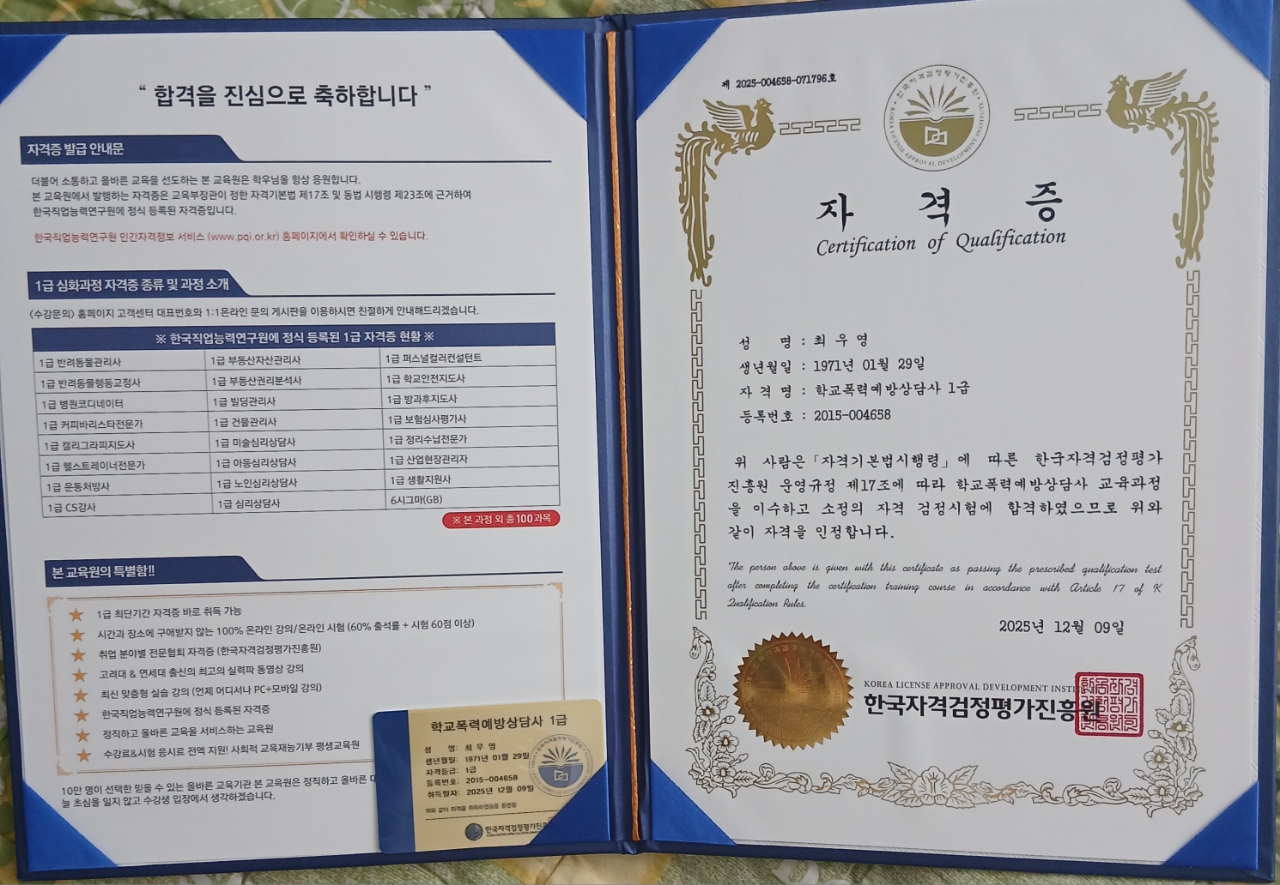 “ 합격을 진심으로 축하합니다 ”
자격증 발급 안내문
더불어 소통하고 올바른 교육을 선도하는 본 교육원은 학우님을 항상 응원합니다.
본 교육원에서 발행하는 자격증은 교육부장관이 정한 자격기본법 제17조 및 동법 시행령 제23조에 근거하여
한국직업능력연구원에 정식 등록된 자격증입니다.
한국직업능력연구원 민간자격정보 서비스 (www.pqi.or.kr) 홈페이지에서 확인하실 수 있습니다.
1급 심화과정 자격증 종류 및 과정 소개
(수강문의) 홈페이지 고객센터 대표번호와 1:1온라인 문의 게시판을 이용하시면 친절하게 안내해드리겠습니다.
※ 한국직업능력연구원에 정식 등록된 1급 자격증 현황 ※
1급 반려동물관리사 1급 부동산자산관리사 1급 퍼스널컬러컨설턴트
1급 반려동물행동교정사 1급 부동산권리분석사 1급 학교안전지도사
1급 병원코디네이터 1급 빌딩관리사 1급 방과후지도사
1급 커피바리스타전문가 1급 건물관리사 1급 보험심사평가사
1급 캘리그라피지도사 1급 미술심리상담사 1급 정리수납전문가
1급 헬스트레이너전문가 1급 아동심리상담사 1급 산업현장관리자
1급 운동처방사 1급 노인심리상담사 1급 생활지원사
1급 CS강사 1급 심리상담사 6시그마(GB)
※ 본 과정 외 총 100과목
본 교육원의 특별함!!
1급 최단기간 자격증 바로 취득 가능
시간과 장소에 구애받지 않는 100% 온라인 강의/온라인 시험 (60% 출석률 + 시험 60점 이상)
취업 분야별 전문협회 자격증 (한국자격검정평가진흥원)
고려대 & 연세대 출신의 최고의 실력파 동영상 강의
최신 맞춤형 실습 강의 (언제 어디서나 PC+모바일 강의)
한국직업능력연구원에 정식 등록된 자격증
정직하고 올바른 교육을 서비스하는 교육원
수강료&시험 응시료 전액 지원! 사회적 교육재능기부 평생교육원
10만 명이 선택한 믿을 수 있는 올바른 교육기관 본 교육원은 정직하고 올바른
늘 초심을 잃지 않고 수강생 입장에서 생각하겠습니다.
학교폭력예방상담사 1급
성 명: 최 우 영
생년월일: 1971년 01월 29일
자격등급: 1급
등록번호: 2015-004658
취득일자: 2025년 12월 09일
위와 같이 자격을 취득하였음을 증명함
한국자격검정평가진흥
제 2025-004658-071796호
한국자격검정평가진흥원
KOREA LICENSE APPROVAL DEVELOPMENT INSTITUTE
자 격 증
Certification of Qualification
성 명 : 최 우 영
생년월일 : 1971년 01월 29일
자 격 명 : 학교폭력예방상담사 1급
등록번호 : 2015-004658
위 사람은 「자격기본법시행령」에 따른 한국자격검정평가
진흥원 운영규정 제17조에 따라 학교폭력예방상담사 교육과정
을 이수하고 소정의 자격 검정시험에 합격하였으므로 위와
같이 자격을 인정합니다.
The person above is given with this certificate as passing the prescribed qualification test
after completing the certification training course in accordance with Article 17 of K
Qualification Rules.
2025년 12월 09일
KOREA LICENSE APPROVAL DEVELOPMENT INSTI
한국자격검정평가진흥원